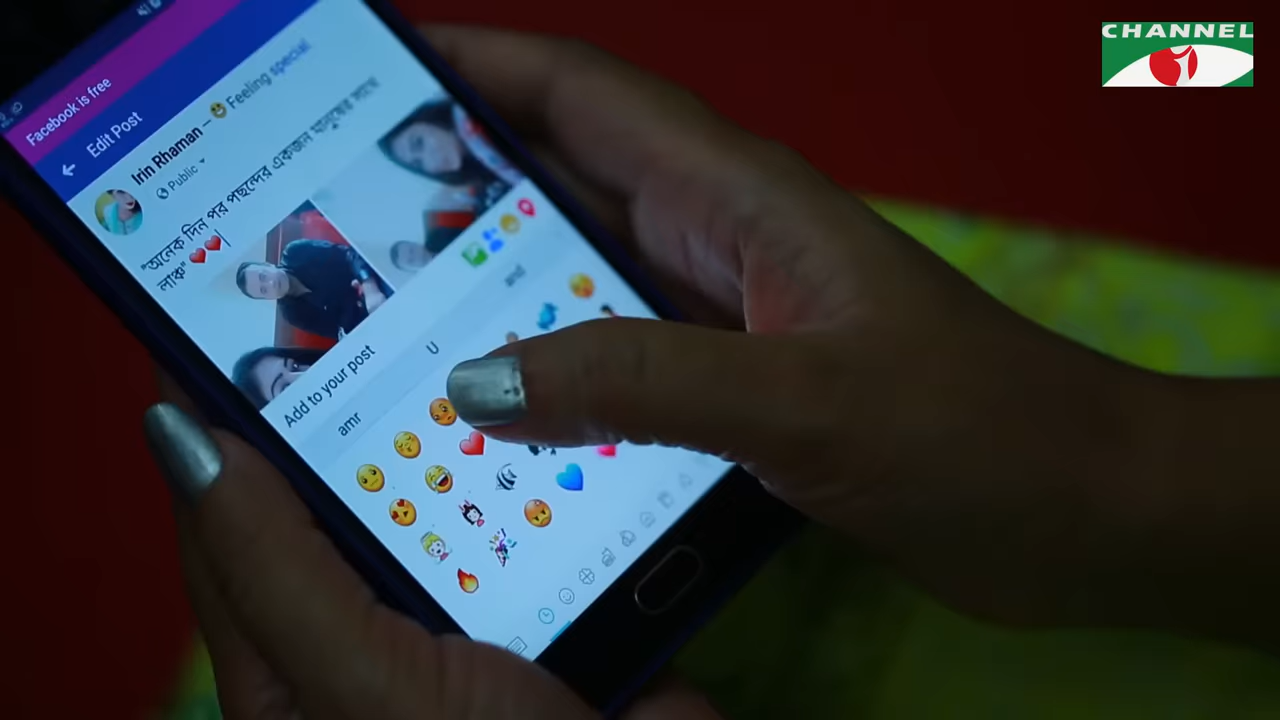 CHANNEL
i
Facebook is free
Edit Post
Irin Rhaman – 😃 Feeling special
Public
"অনেক দিন পর পছন্দের একজন মানুষের সাথে
লাঞ্চ" ❤️❤️
Add to your post
amr
U
and